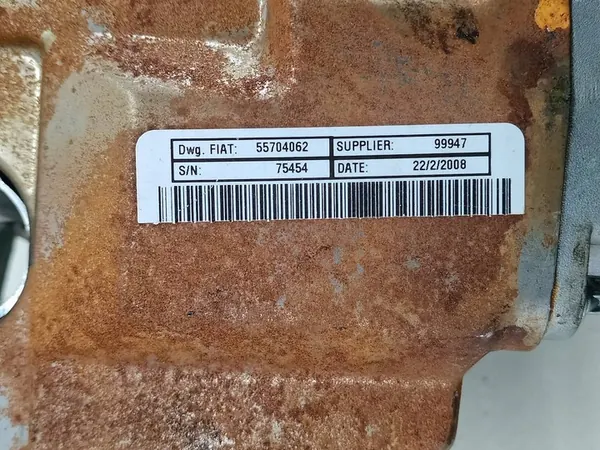 Dwg. FIAT: 55704062 SUPPLIER: 99947
S/N: 75454 DATE: 22/2/2008